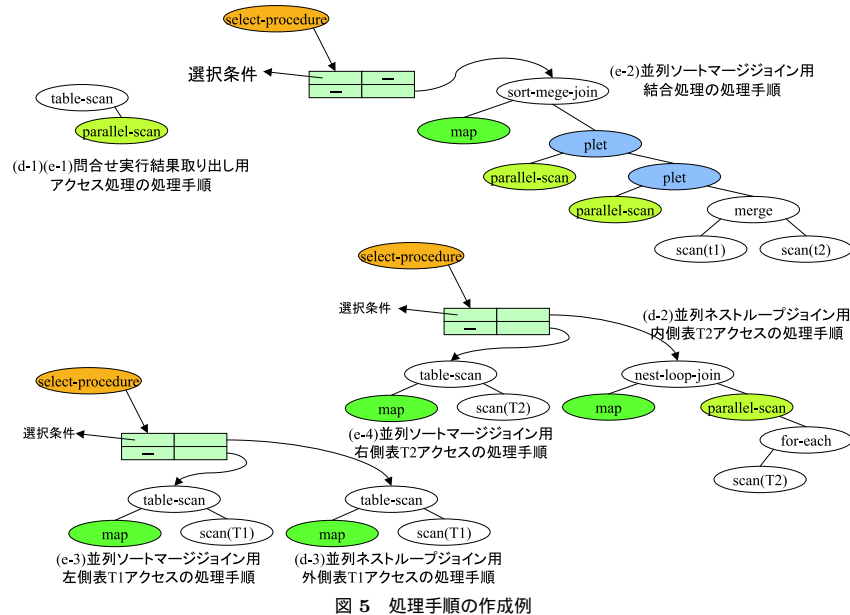 select-procedure
選択条件
(e-2)並列ソートマージジョイン用
結合処理の処理手順
sort-mege-join
map
plet
parallel-scan
plet
parallel-scan
merge
scan(t1)
scan(t2)
table-scan
parallel-scan
(d-1)(e-1)問合せ実行結果取り出し用
アクセス処理の処理手順
select-procedure
選択条件
(d-2)並列ネストループジョイン用
内側表T2アクセスの処理手順
table-scan
map
scan(T2)
(e-4)並列ソートマージジョイン用
右側表T2アクセスの処理手順
nest-loop-join
map
parallel-scan
for-each
scan(T2)
select-procedure
選択条件
table-scan
map
scan(T1)
(e-3)並列ソートマージジョイン用
左側表T1アクセスの処理手順
table-scan
map
scan(T1)
(d-3)並列ネストループジョイン用
外側表T1アクセスの処理手順
図 5 処理手順の作成例